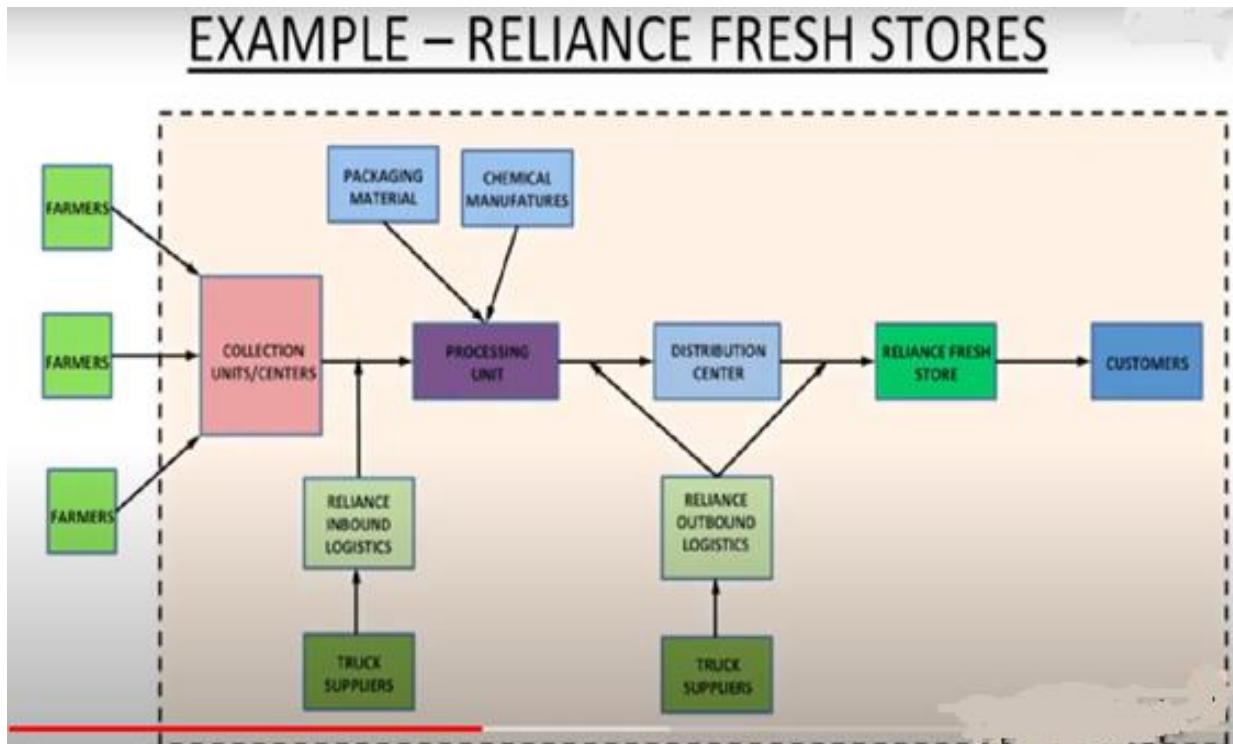 EXAMPLE – RELIANCE FRESH STORES
FARMERS
FARMERS
FARMERS
COLLECTION
UNITS/CENTERS
PACKAGING
MATERIAL
CHEMICAL
MANUFATURES
PROCESSING
UNIT
DISTRIBUTION
CENTER
RELIANCE FRESH
STORE
CUSTOMERS
RELIANCE
INBOUND
LOGISTICS
RELIANCE
OUTBOUND
LOGISTICS
TRUCK
SUPPLIERS
TRUCK
SUPPLIERS